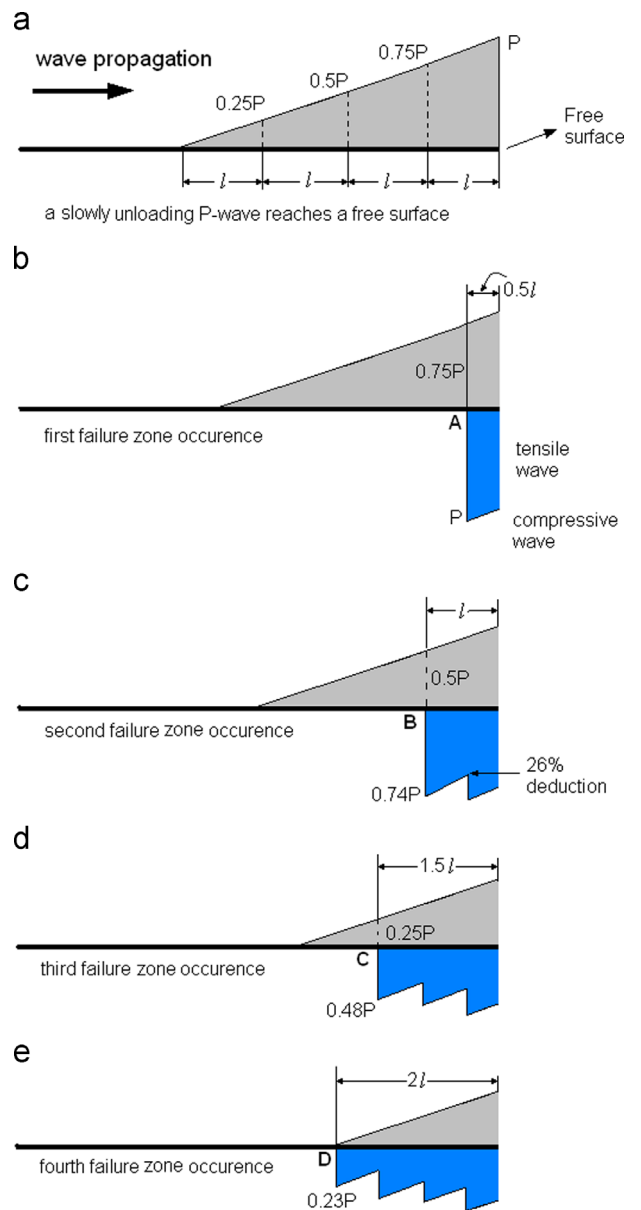 a
wave propagation
0.25P
0.5P
0.75P
P
Free
surface
l
l
l
l
a slowly unloading P-wave reaches a free surface
b
0.5l
0.75P
A
first failure zone occurence
tensile
wave
P
compressive
wave
c
l
0.5P
B
second failure zone occurence
26%
deduction
0.74P
d
1.5l
0.25P
C
third failure zone occurence
0.48P
e
2l
D
fourth failure zone occurence
0.23P